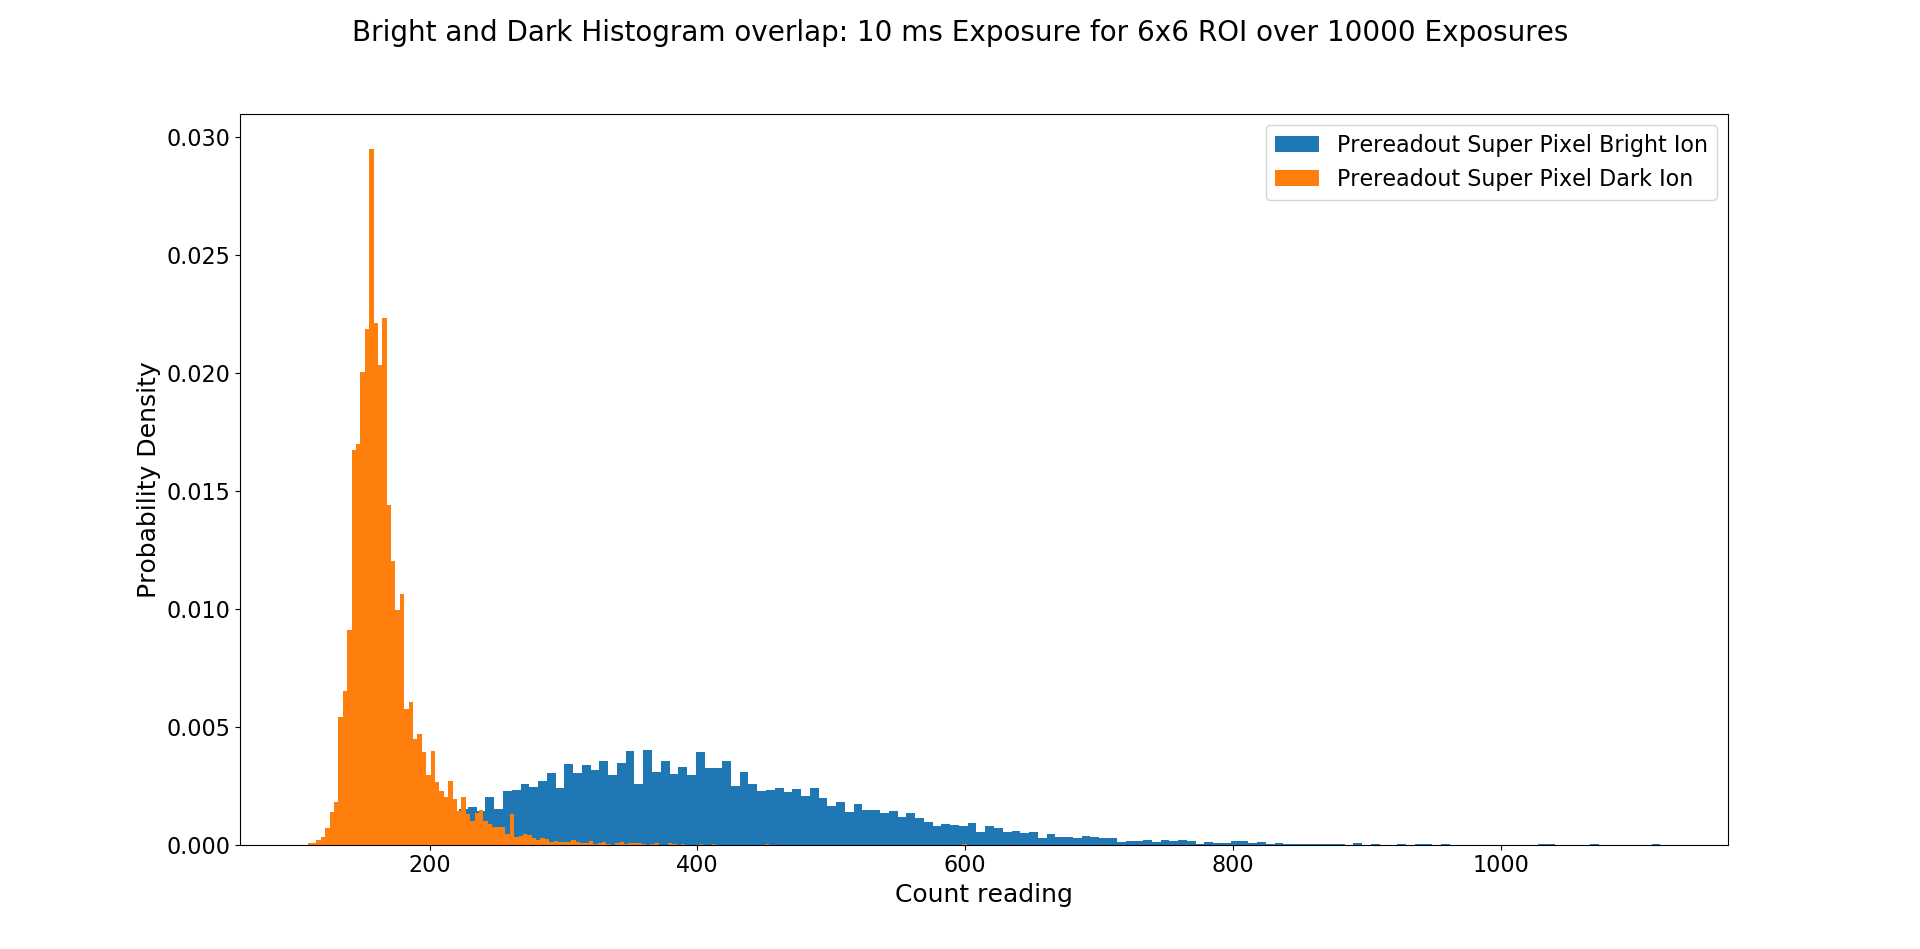 Bright and Dark Histogram overlap: 10 ms Exposure for 6x6 ROI over 10000 Exposures
Prereadout Super Pixel Bright Ion
Prereadout Super Pixel Dark Ion
Probability Density
0.030
0.025
0.020
0.015
0.010
0.005
0.000
200
400
600
800
1000
Count reading